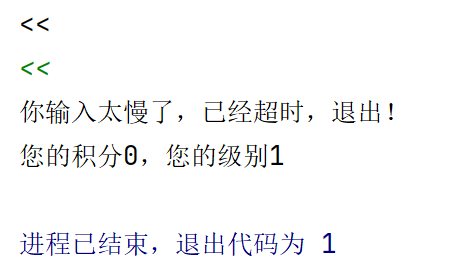 <<
<<
你输入太慢了，已经超时，退出！
您的积分0，您的级别1
进程已结束，退出代码为 1